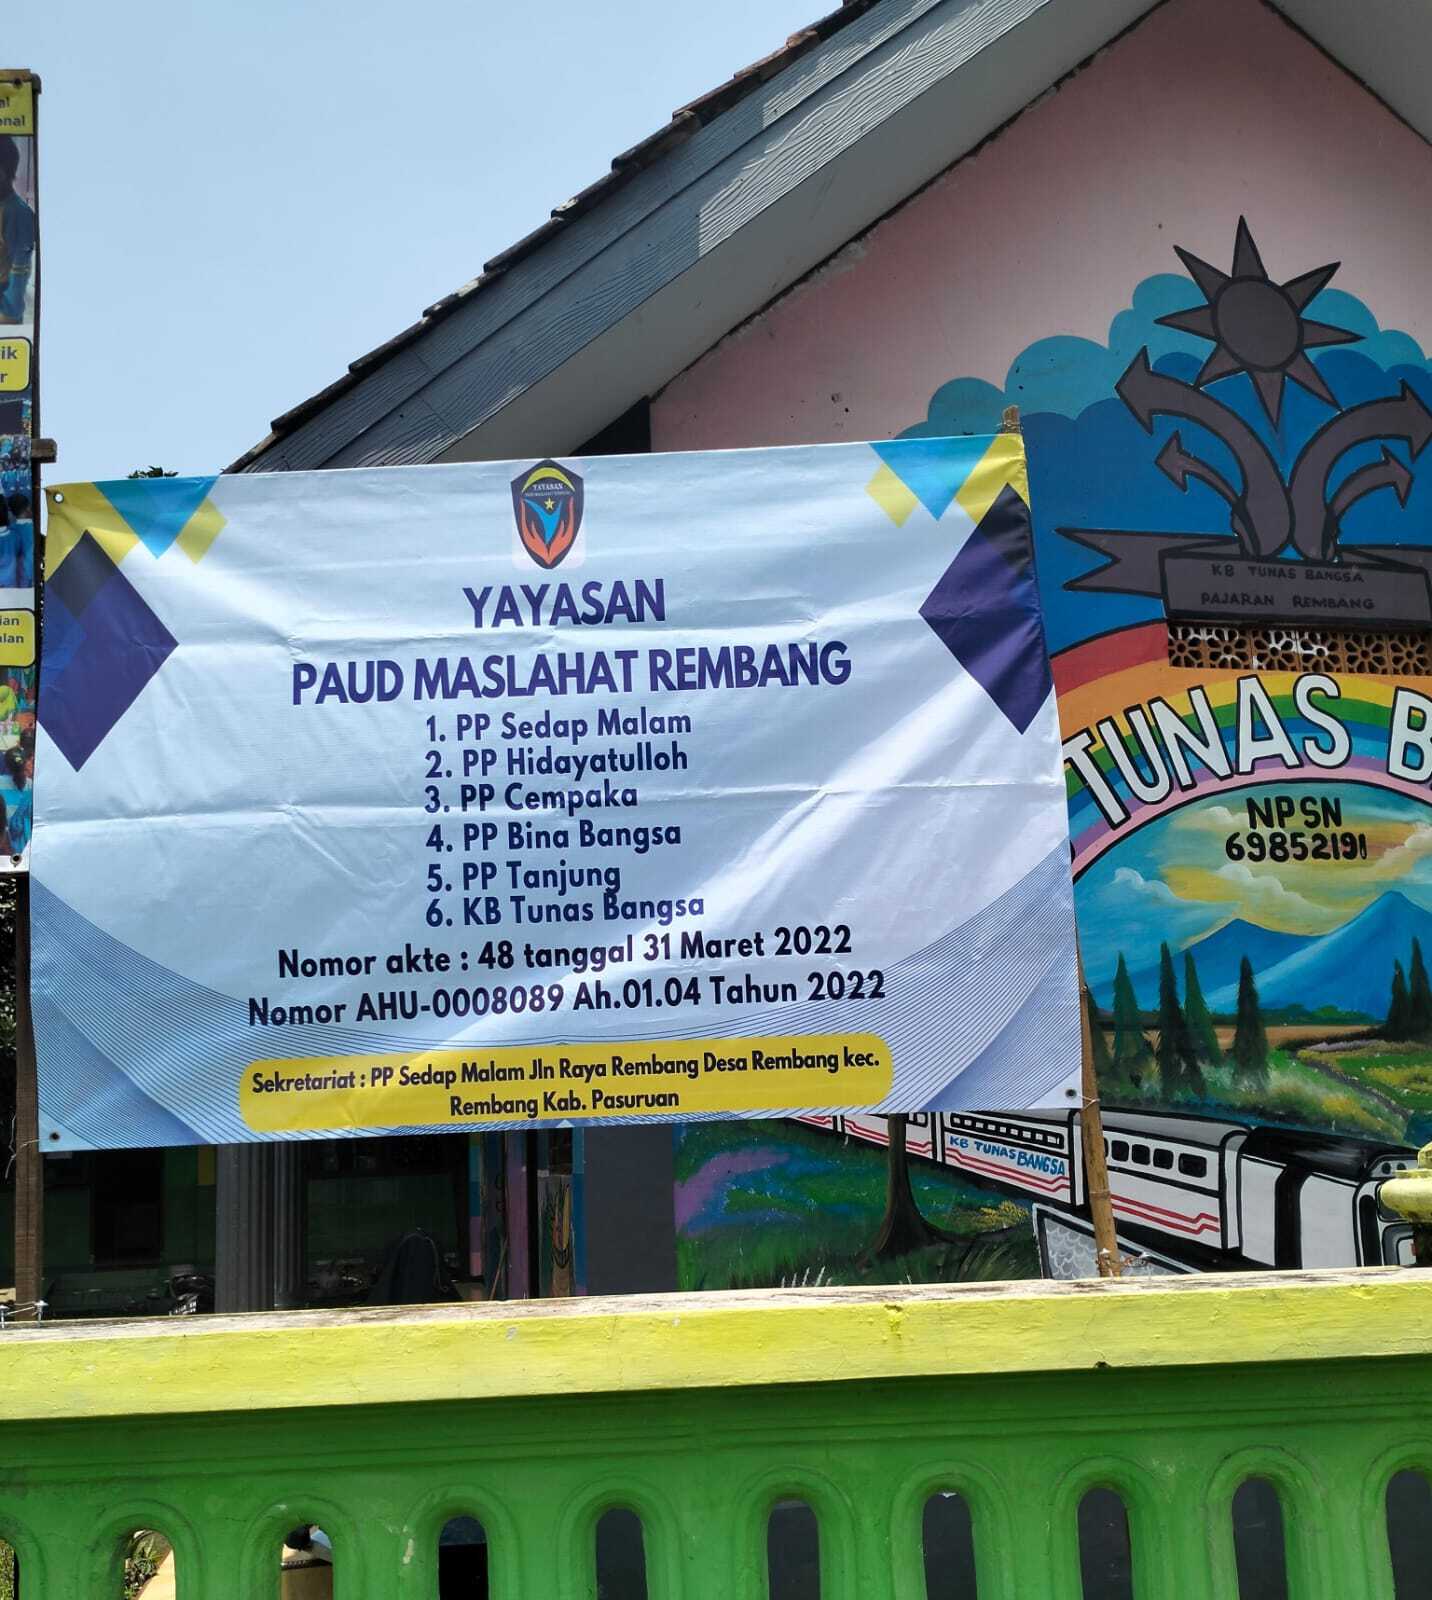 YAYASAN
YAYASAN
PAUD MASLAHAT REMBANG
1. PP Sedap Malam
2. PP Hidayatulloh
3. PP Cempaka
4. PP Bina Bangsa
5. PP Tanjung
6. KB Tunas Bangsa
Nomor akte : 48 tanggal 31 Maret 2022
Nomor AHU-0008089 Ah.01.04 Tahun 2022
Sekretariat : PP Sedap Malam Jln Raya Rembang Desa Rembang kec.
Rembang Kab. Pasuruan
KB TUNAS BANGSA
PAJARAN REMBANG
TUNAS B
NPSN
69852191
KB TUNAS BANGSA